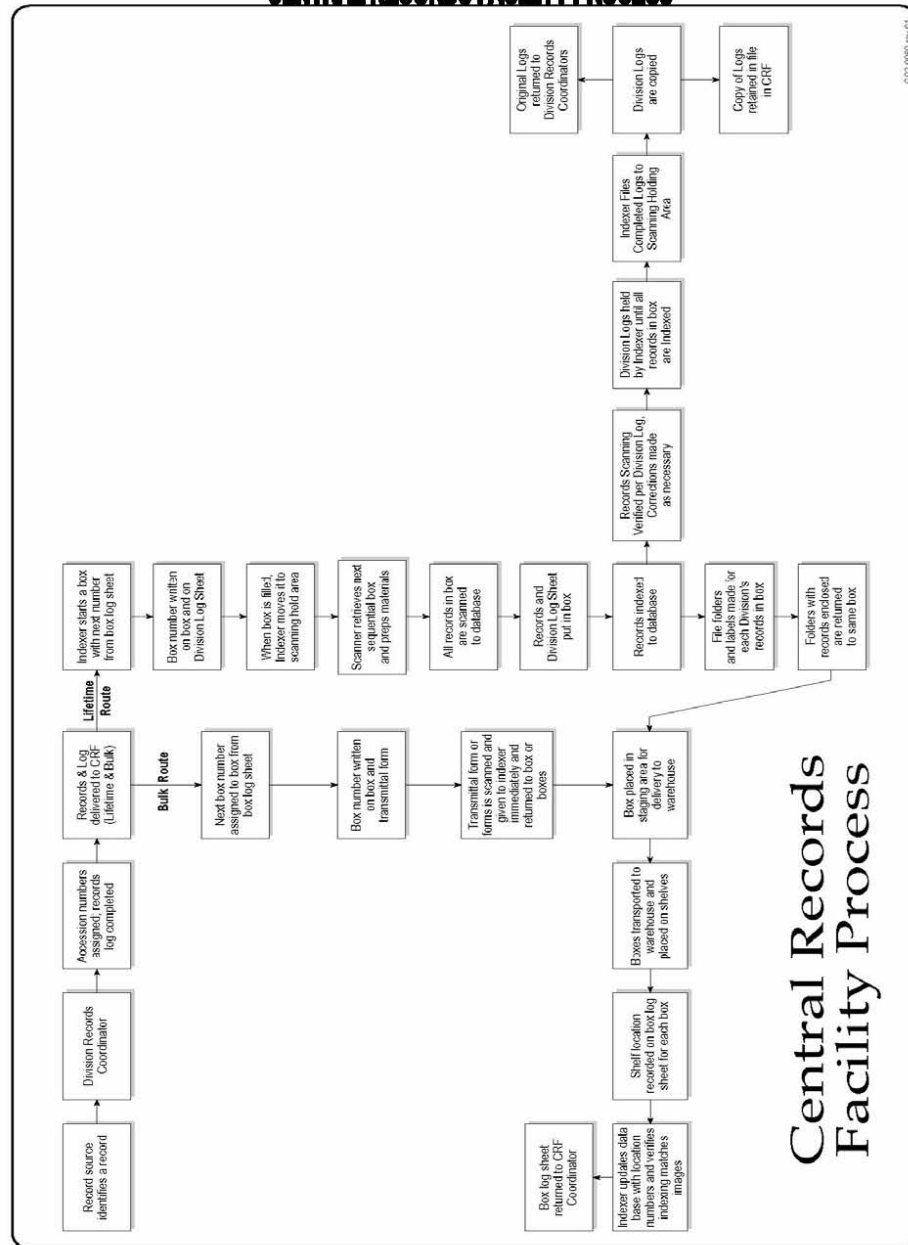 Record source
identifies a record
Division Records
Coordinator
Accession numbers
assigned; records
log completed
Records & Log
delivered to CRF
(Lifetime & Bulk)
Lifetime
Route
Bulk Route
Indexer starts a box
with next number
from box log sheet
Box number written
on box and on
Division Log Sheet
When box is filled,
Indexer moves it to
scanning hold area
Scanner retrieves next
sequential box
and preps materials
All records in box
are scanned
to database
Records and
Division Log Sheet
put in box
Records indexed
to database
File folders
and labels made for
each Division's
records in box
Folders with
records enclosed
are returned
to same box
Next box number
assigned to box from
box log sheet
Box number written
on box and
transmittal form
Transmittal form or
forms is scanned and
given to indexer
immediately and
returned to box or
boxes
Box placed in
staging area for
delivery to
warehouse
Boxes transported to
warehouse and
placed on shelves
Shelf location
recorded on box log
sheet for each box
Indexer updates data
base with location
numbers and verifies
indexing matches
images
Box log sheet
returned to CRF
Coordinator
Records Scanning
Verified per Division Log,
Corrections made
as necessary
Division Logs held
by Indexer until all
records in box
are Indexed
Indexer Files
Completed Logs to
Scanning Holding
Area
Division Logs
are copied
Original Logs
returned to
Division Records
Coordinators
Copy of Logs
retained in file
in CRF
Central Records
Facility Process